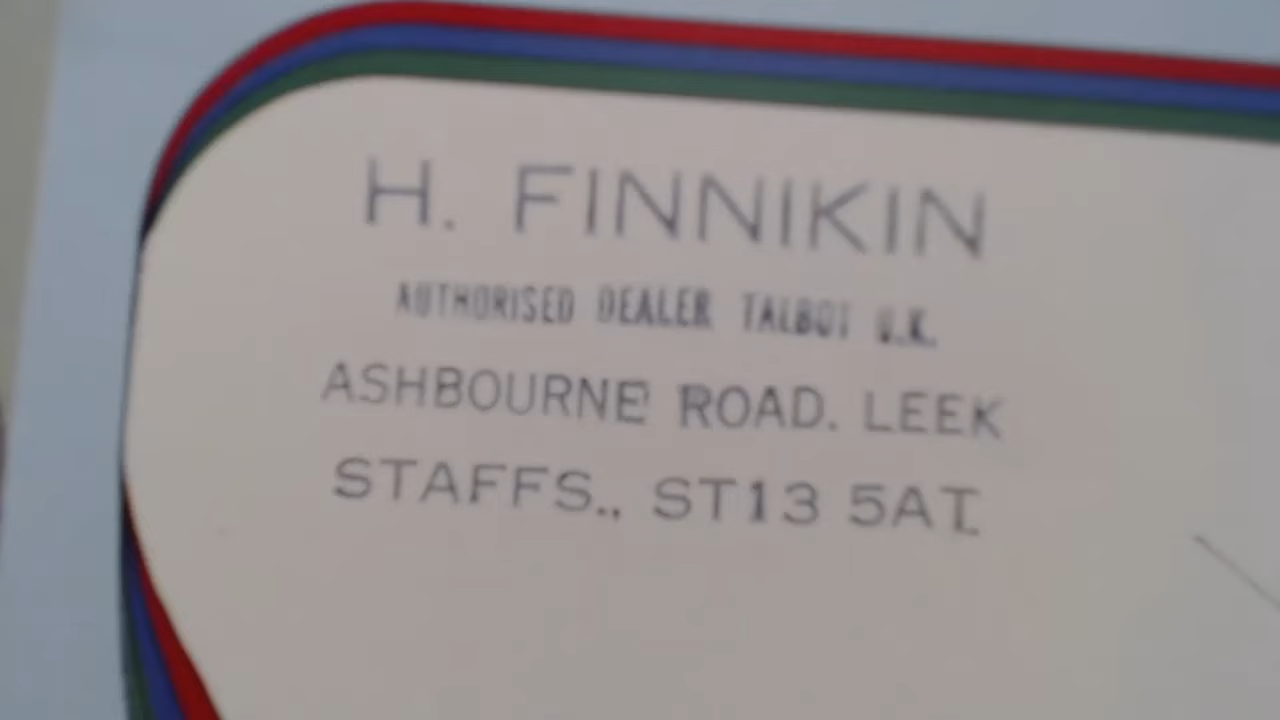 H. FINNIKIN
AUTHORISED DEALER TALBOT U.K.
ASHBOURNE ROAD. LEEK
STAFFS., ST13 5AT.